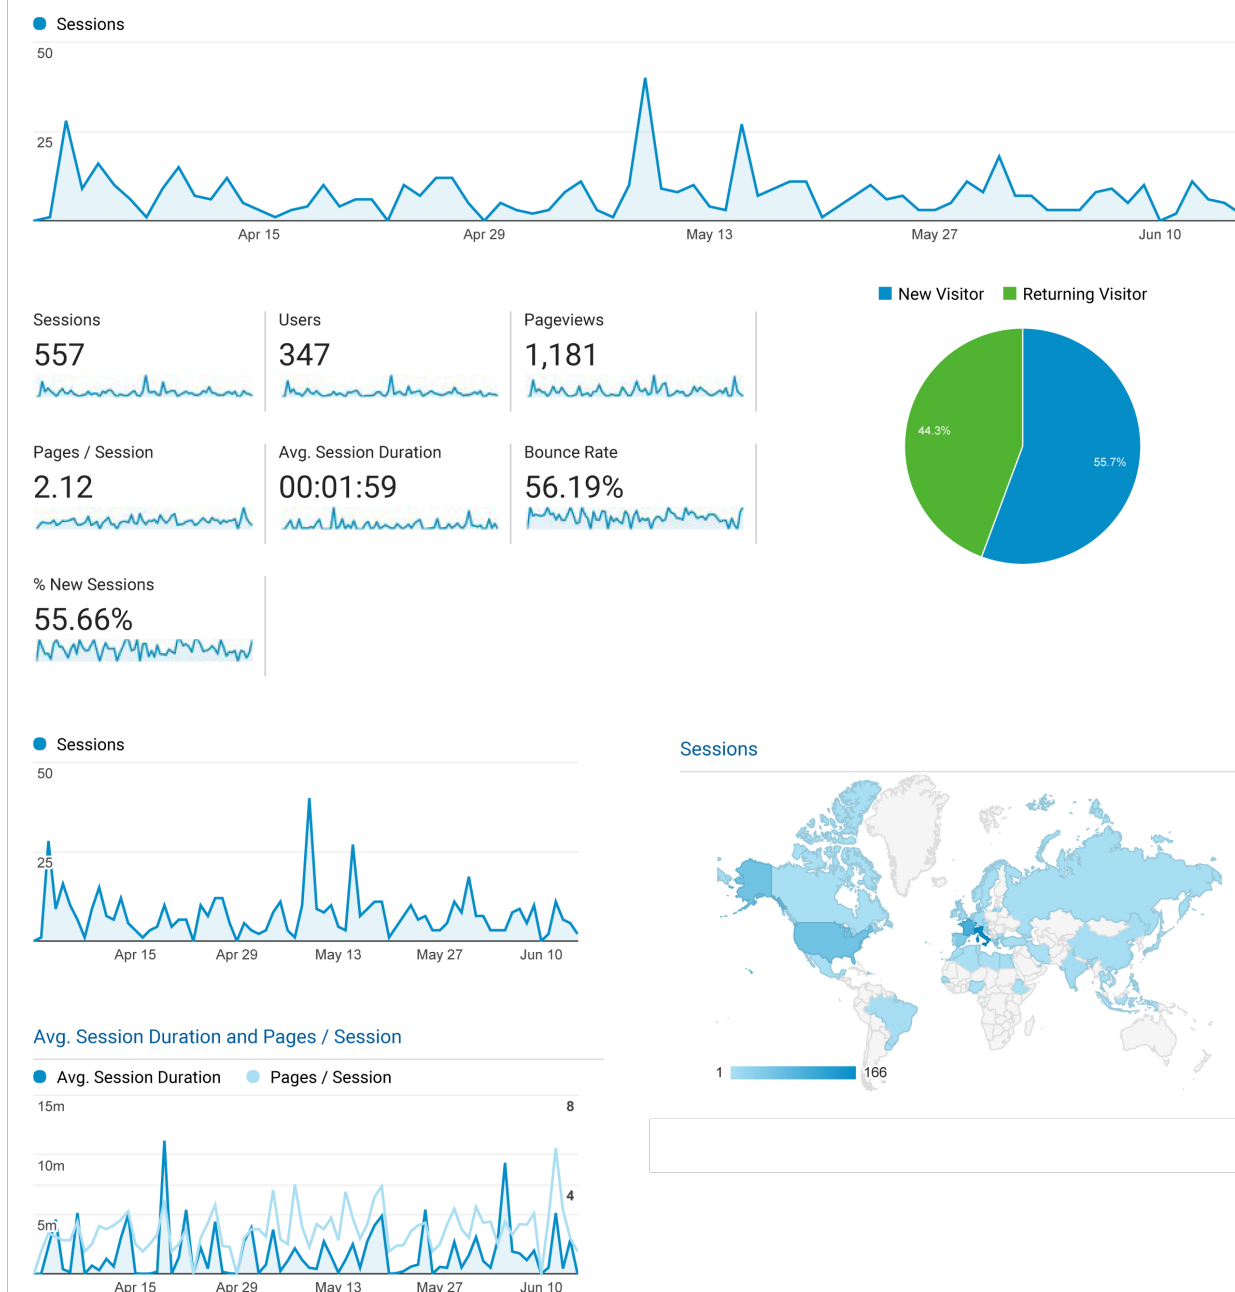 Sessions
50
25
Apr 15 Apr 29 May 13 May 27 Jun 10
New Visitor Returning Visitor
Sessions Users Pageviews
557 347 1,181
44.3%
55.7%
Pages / Session Avg. Session Duration Bounce Rate
2.12 00:01:59 56.19%
% New Sessions
55.66%
Sessions
50
25
Apr 15 Apr 29 May 13 May 27 Jun 10
Sessions
1 166
Avg. Session Duration and Pages / Session
Avg. Session Duration Pages / Session
15m 8
10m
4
5m
Apr 15 Apr 29 May 13 May 27 Jun 10